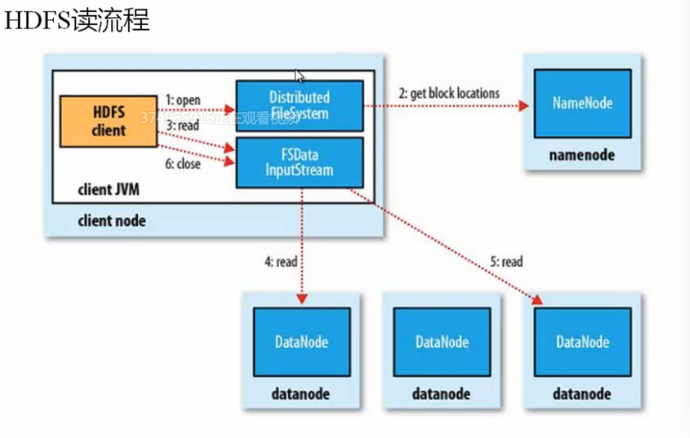 HDFS读流程
1: open
HDFS
client
3: read
6: close
Distributed
FileSystem
正在观看视频
FSData
InputStream
client JVM
client node
2: get block locations
NameNode
namenode
4: read
5: read
DataNode
datanode
DataNode
datanode
DataNode
datanode